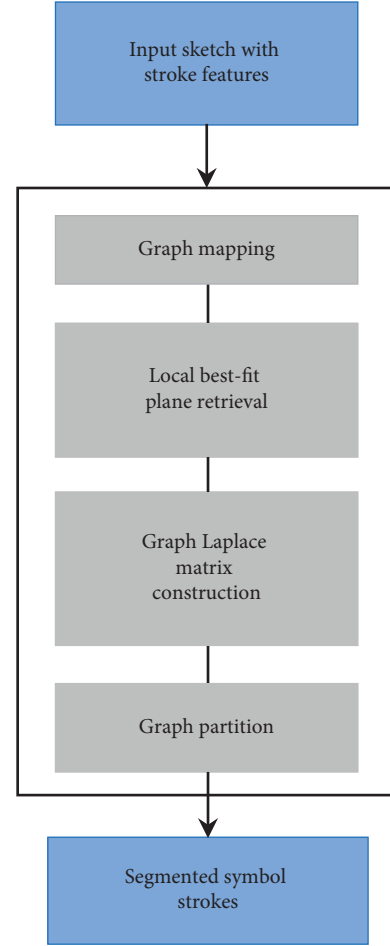 Input sketch with
stroke features
Graph mapping
Local best-fit
plane retrieval
Graph Laplace
matrix
construction
Graph partition
Segmented symbol
strokes